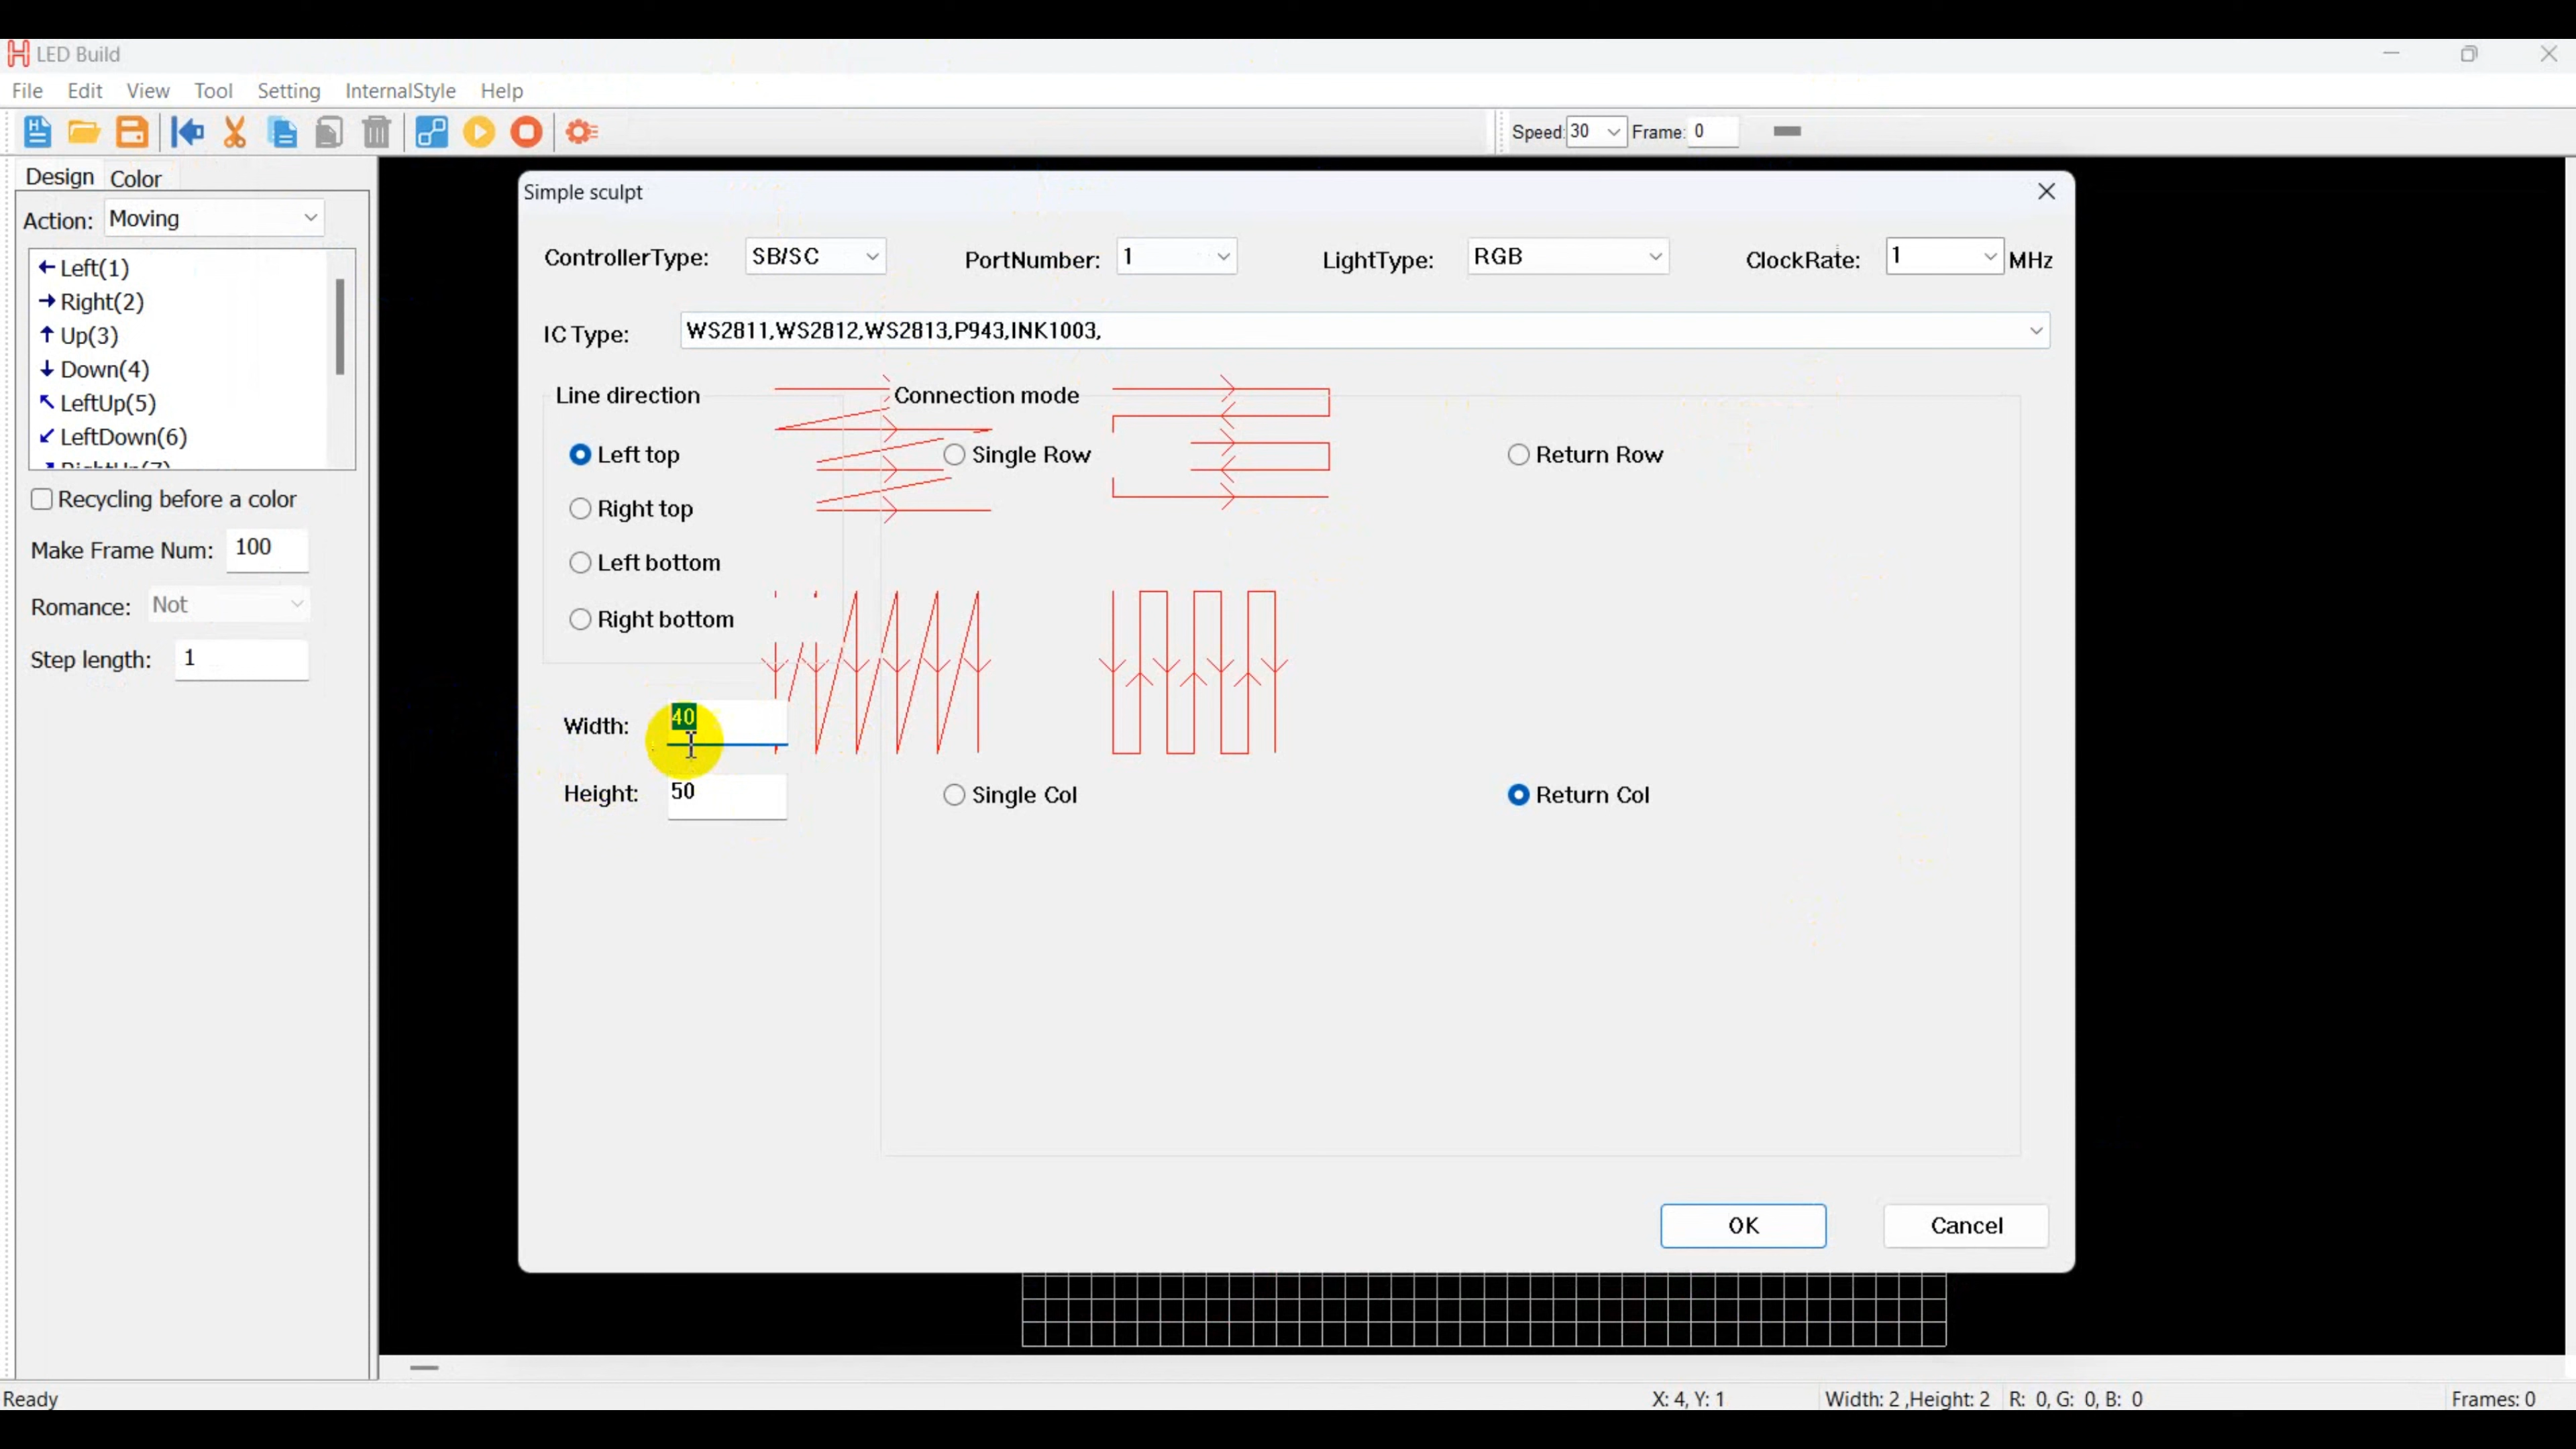 LED Build
File Edit View Tool Setting InternalStyle Help
Speed: 30 Frame: 0
Design Color
Action: Moving
Left(1)
Right(2)
Up(3)
Down(4)
LeftUp(5)
LeftDown(6)
Recycling before a color
Make Frame Num: 100
Romance: Not
Step length: 1
Simple sculpt
ControllerType: SB/SC PortNumber: 1 LightType: RGB ClockRate: 1 MHz
IC Type: WS2811,WS2812,WS2813,P943,INK1003,
Line direction
Left top
Right top
Left bottom
Right bottom
Width: 40
Height: 50
Connection mode
Single Row Return Row
Single Col Return Col
OK Cancel
Ready X: 4, Y: 1 Width: 2 ,Height: 2 R: 0, G: 0, B: 0 Frames: 0